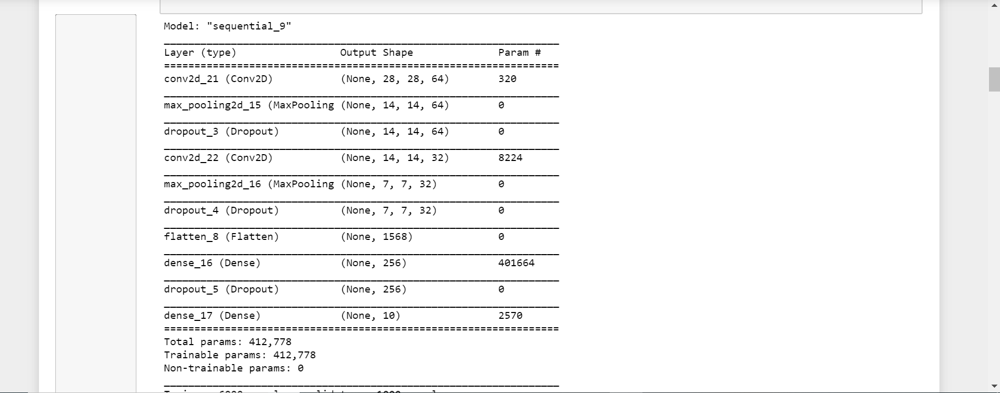 Model: "sequential_9"
_________________________________________________________________
Layer (type)                 Output Shape              Param #
=================================================================
conv2d_21 (Conv2D)           (None, 28, 28, 64)        320
_________________________________________________________________
max_pooling2d_15 (MaxPooling (None, 14, 14, 64)        0
_________________________________________________________________
dropout_3 (Dropout)          (None, 14, 14, 64)        0
_________________________________________________________________
conv2d_22 (Conv2D)           (None, 14, 14, 32)        8224
_________________________________________________________________
max_pooling2d_16 (MaxPooling (None, 7, 7, 32)          0
_________________________________________________________________
dropout_4 (Dropout)          (None, 7, 7, 32)          0
_________________________________________________________________
flatten_8 (Flatten)          (None, 1568)              0
_________________________________________________________________
dense_16 (Dense)             (None, 256)               401664
_________________________________________________________________
dropout_5 (Dropout)          (None, 256)               0
_________________________________________________________________
dense_17 (Dense)             (None, 10)                2570
=================================================================
Total params: 412,778
Trainable params: 412,778
Non-trainable params: 0
_________________________________________________________________